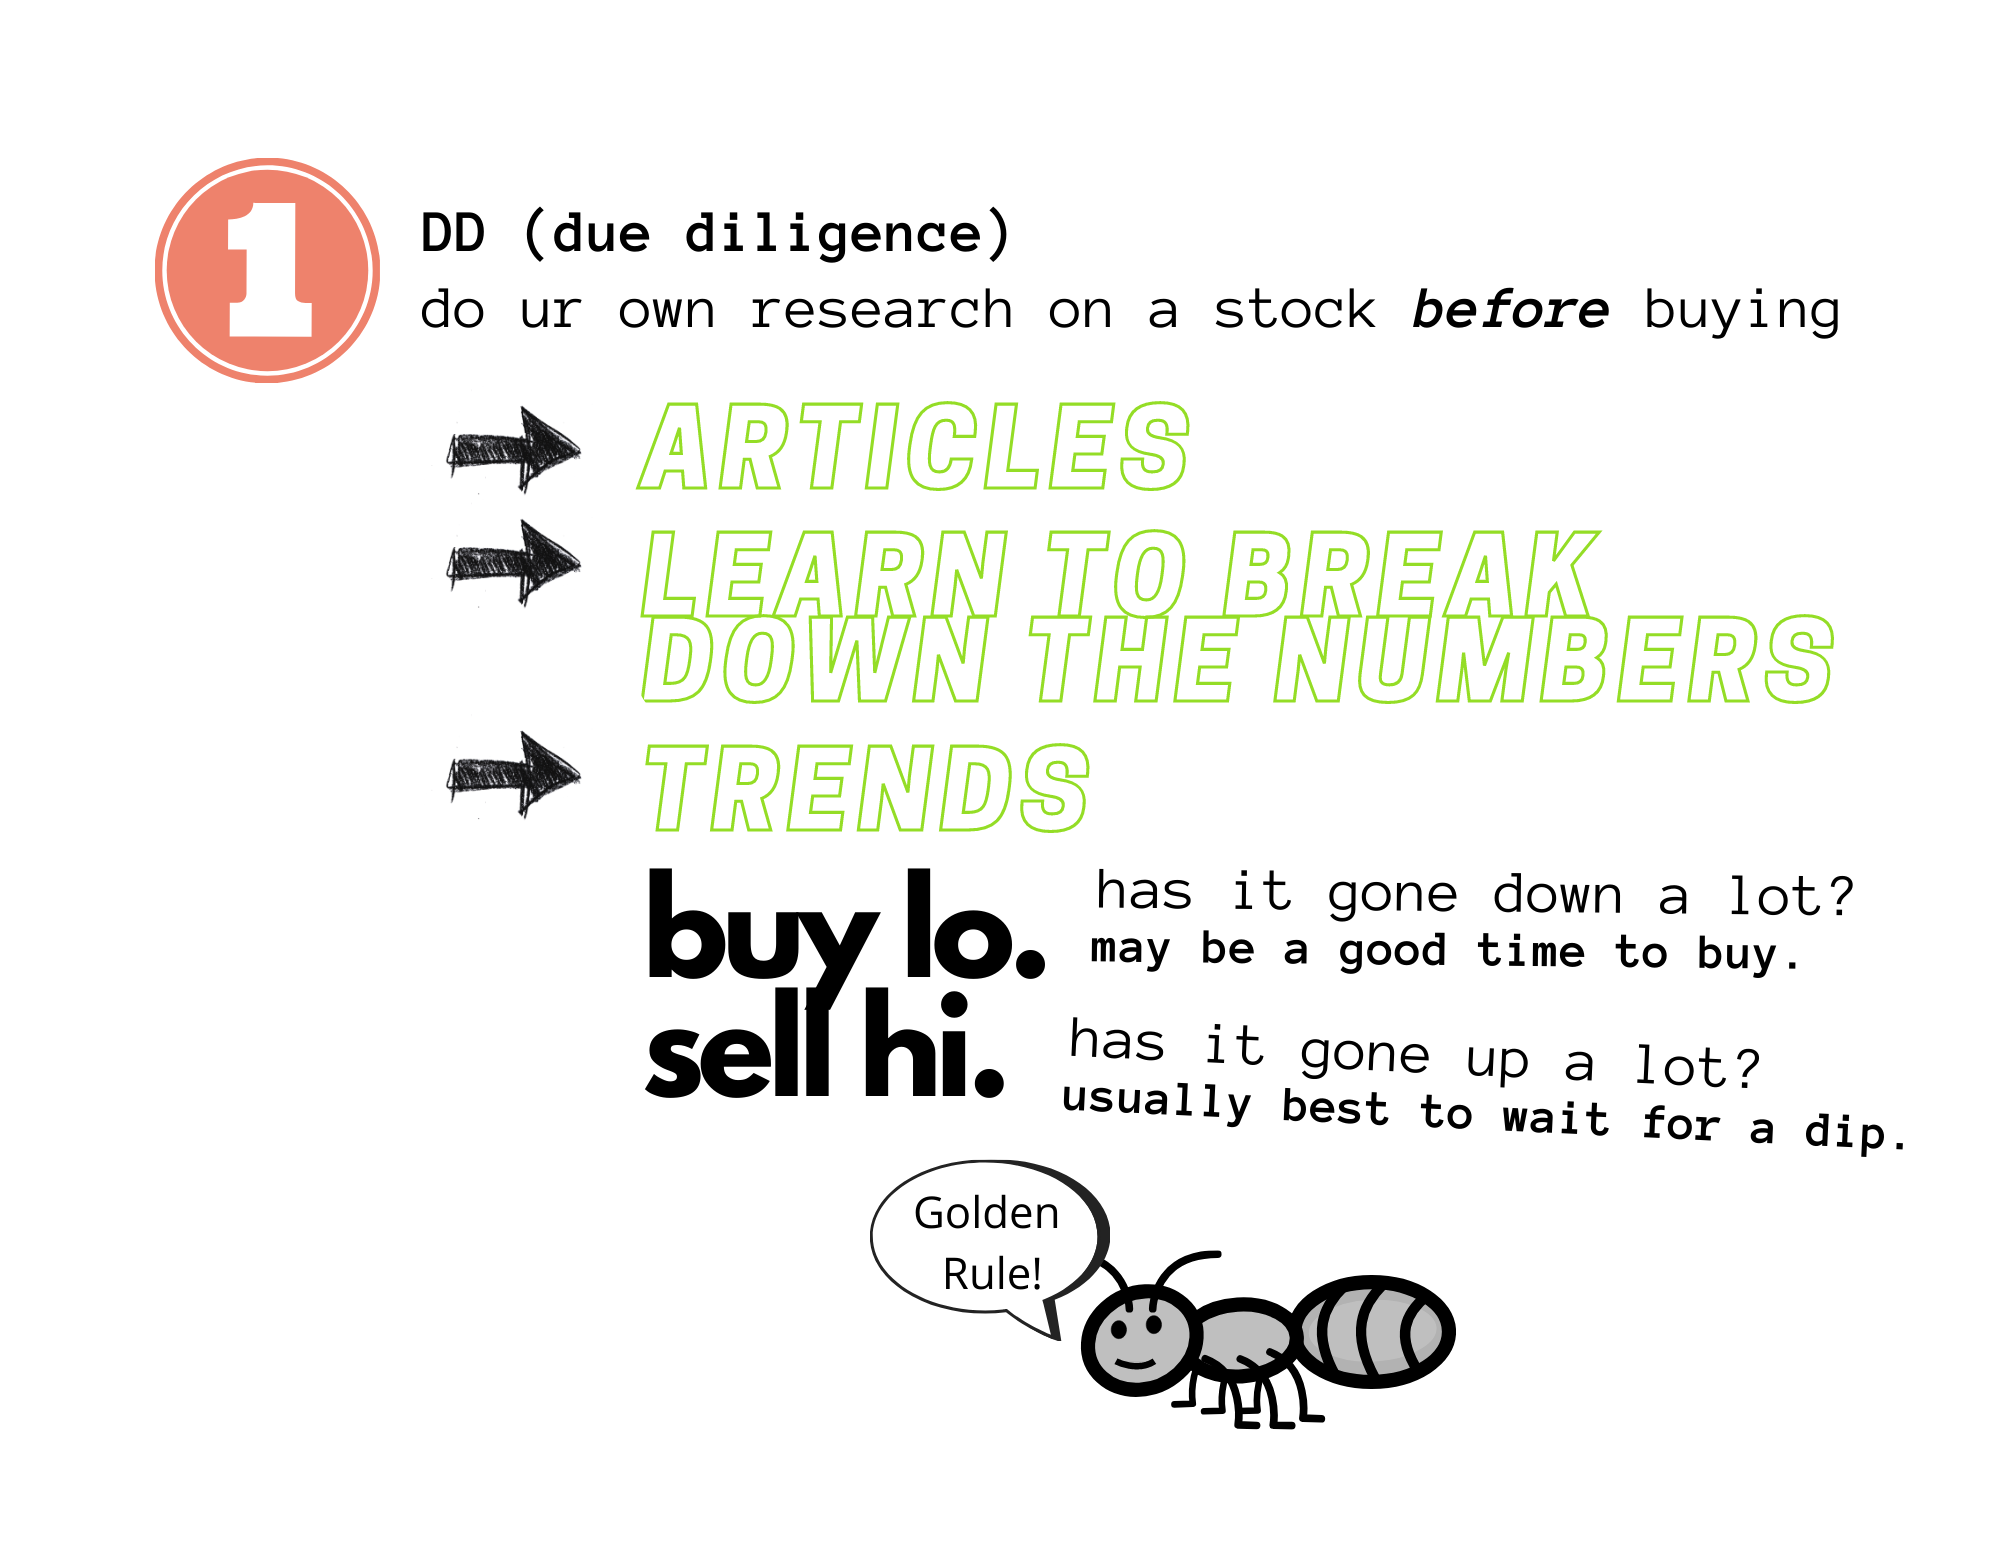 1
DD (due diligence)
do ur own research on a stock before buying
ARTICLES
LEARN TO BREAK
DOWN THE NUMBERS
TRENDS
buy lo.
sell hi.
has it gone down a lot?
may be a good time to buy.
has it gone up a lot?
usually best to wait for a dip.
Golden
Rule!